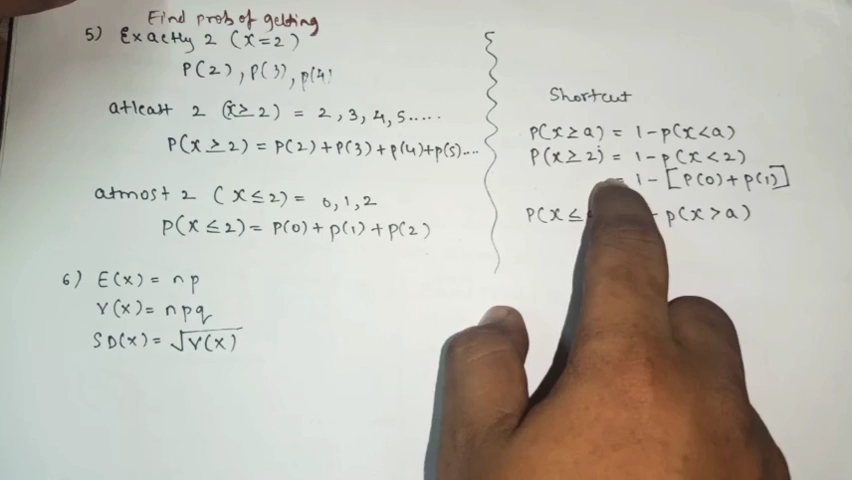 Find prob of getting
5) Exactly 2 (x=2)
P(2), P(3), P(4)
atleast 2 (x≥2) = 2, 3, 4, 5.....
P(x≥2) = P(2)+P(3)+P(4)+P(5)....
atmost 2 (x≤2) = 0, 1, 2
P(x≤2) = P(0)+P(1)+P(2)
6) E(x) = np
V(x) = npq
SD(x) = √V(x)
Shortcut
P(x≥a) = 1-P(x<a)
P(x≥2) = 1-P(x<2)
= 1-[P(0)+P(1)]
P(x≤ - P(x>a)